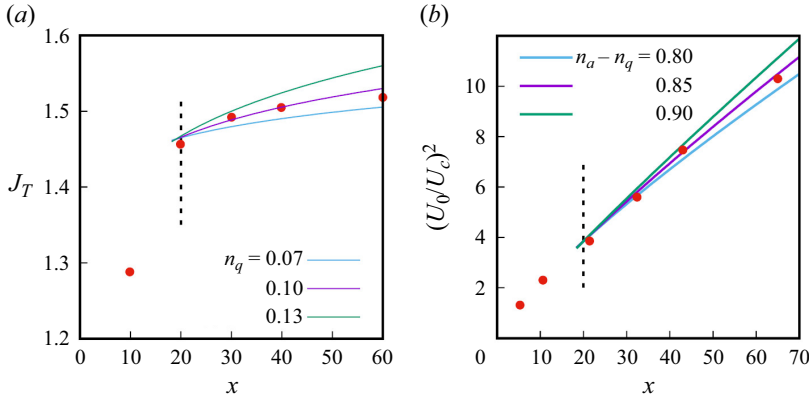 (a)
1.6
1.5
1.4
1.3
1.2
J_T
n_q = 0.07
0.10
0.13
0 10 20 30 40 50 60
x
(b)
10
8
6
4
2
0
(U_0/U_c)^2
n_a – n_q = 0.80
0.85
0.90
10 20 30 40 50 60 70
x